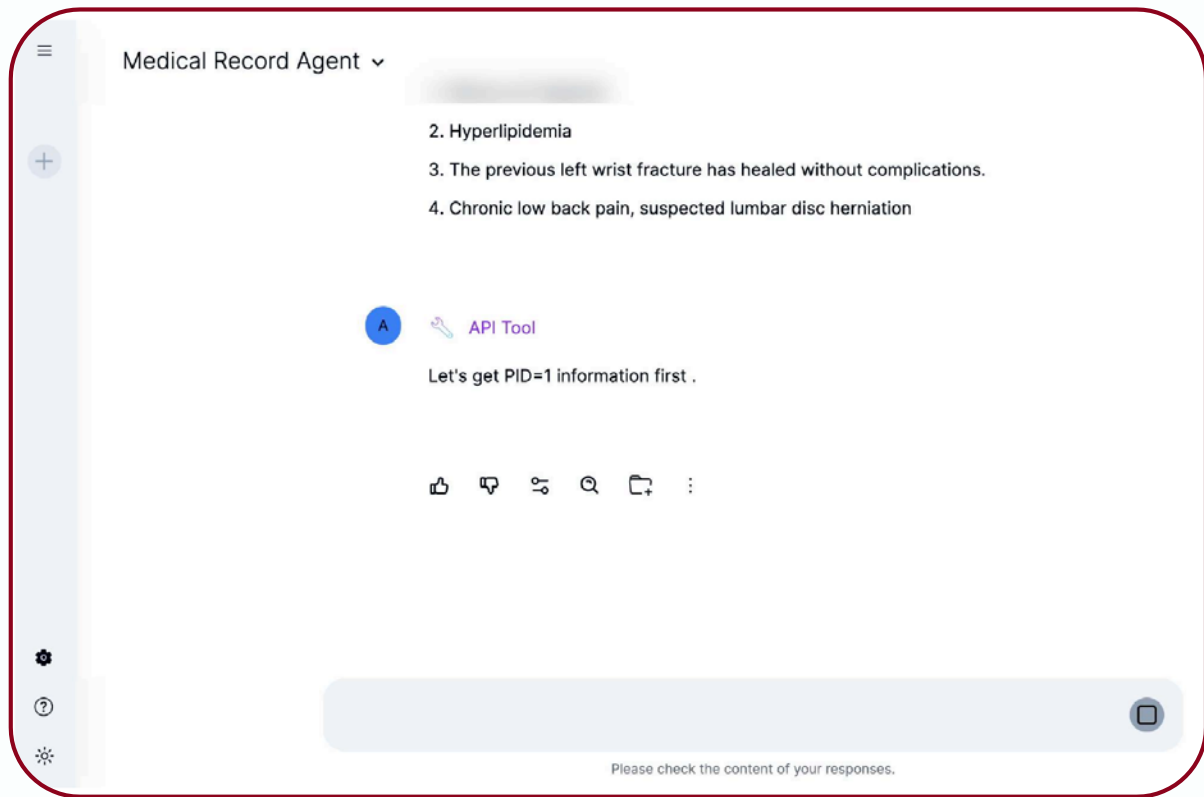 Medical Record Agent
2. Hyperlipidemia
3. The previous left wrist fracture has healed without complications.
4. Chronic low back pain, suspected lumbar disc herniation
A
API Tool
Let's get PID=1 information first .
Please check the content of your responses.